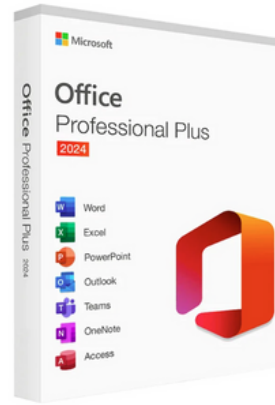 Microsoft
Office
Professional Plus
2024
W Word
X Excel
P PowerPoint
O Outlook
T Teams
N OneNote
A Access
Office Professional Plus 2024